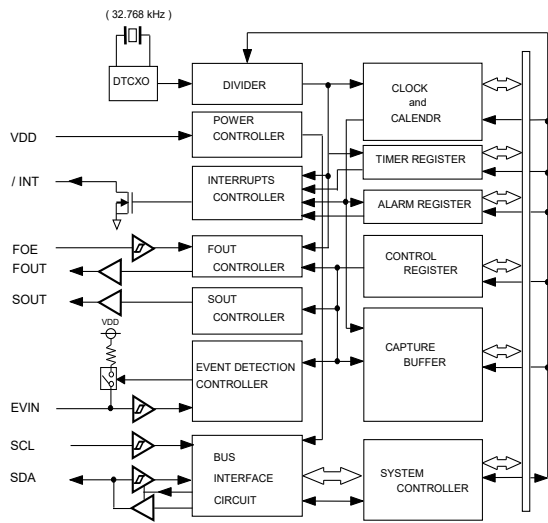 ( 32.768 kHz )
DTCXO
DIVIDER
CLOCK
and
CALENDR
VDD
POWER
CONTROLLER
TIMER REGISTER
/ INT
INTERRUPTS
CONTROLLER
ALARM REGISTER
FOE
FOUT
FOUT
CONTROLLER
CONTROL
REGISTER
SOUT
SOUT
CONTROLLER
VDD
EVENT DETECTION
CONTROLLER
CAPTURE
BUFFER
EVIN
SCL
SDA
BUS
INTERFACE
CIRCUIT
SYSTEM
CONTROLLER